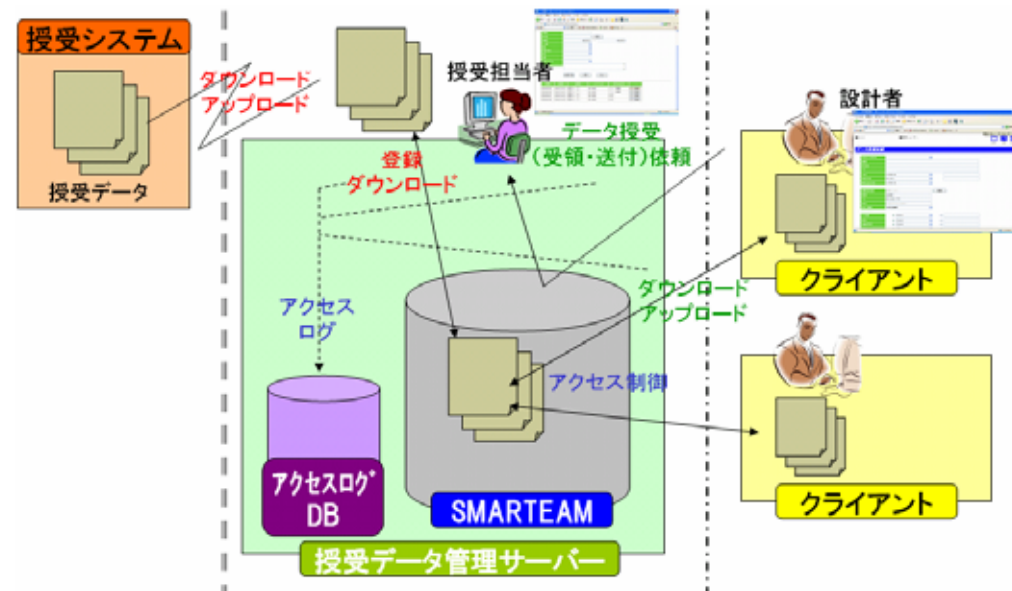 授受システム
授受データ
ダウンロード
アップロード
授受担当者
登録
ダウンロード
データ授受
(受領・送付)依頼
設計者
クライアント
アクセス
ログ
ダウンロード
アップロード
アクセス制御
アクセスログ
DB
SMARTEAM
授受データ管理サーバー
クライアント